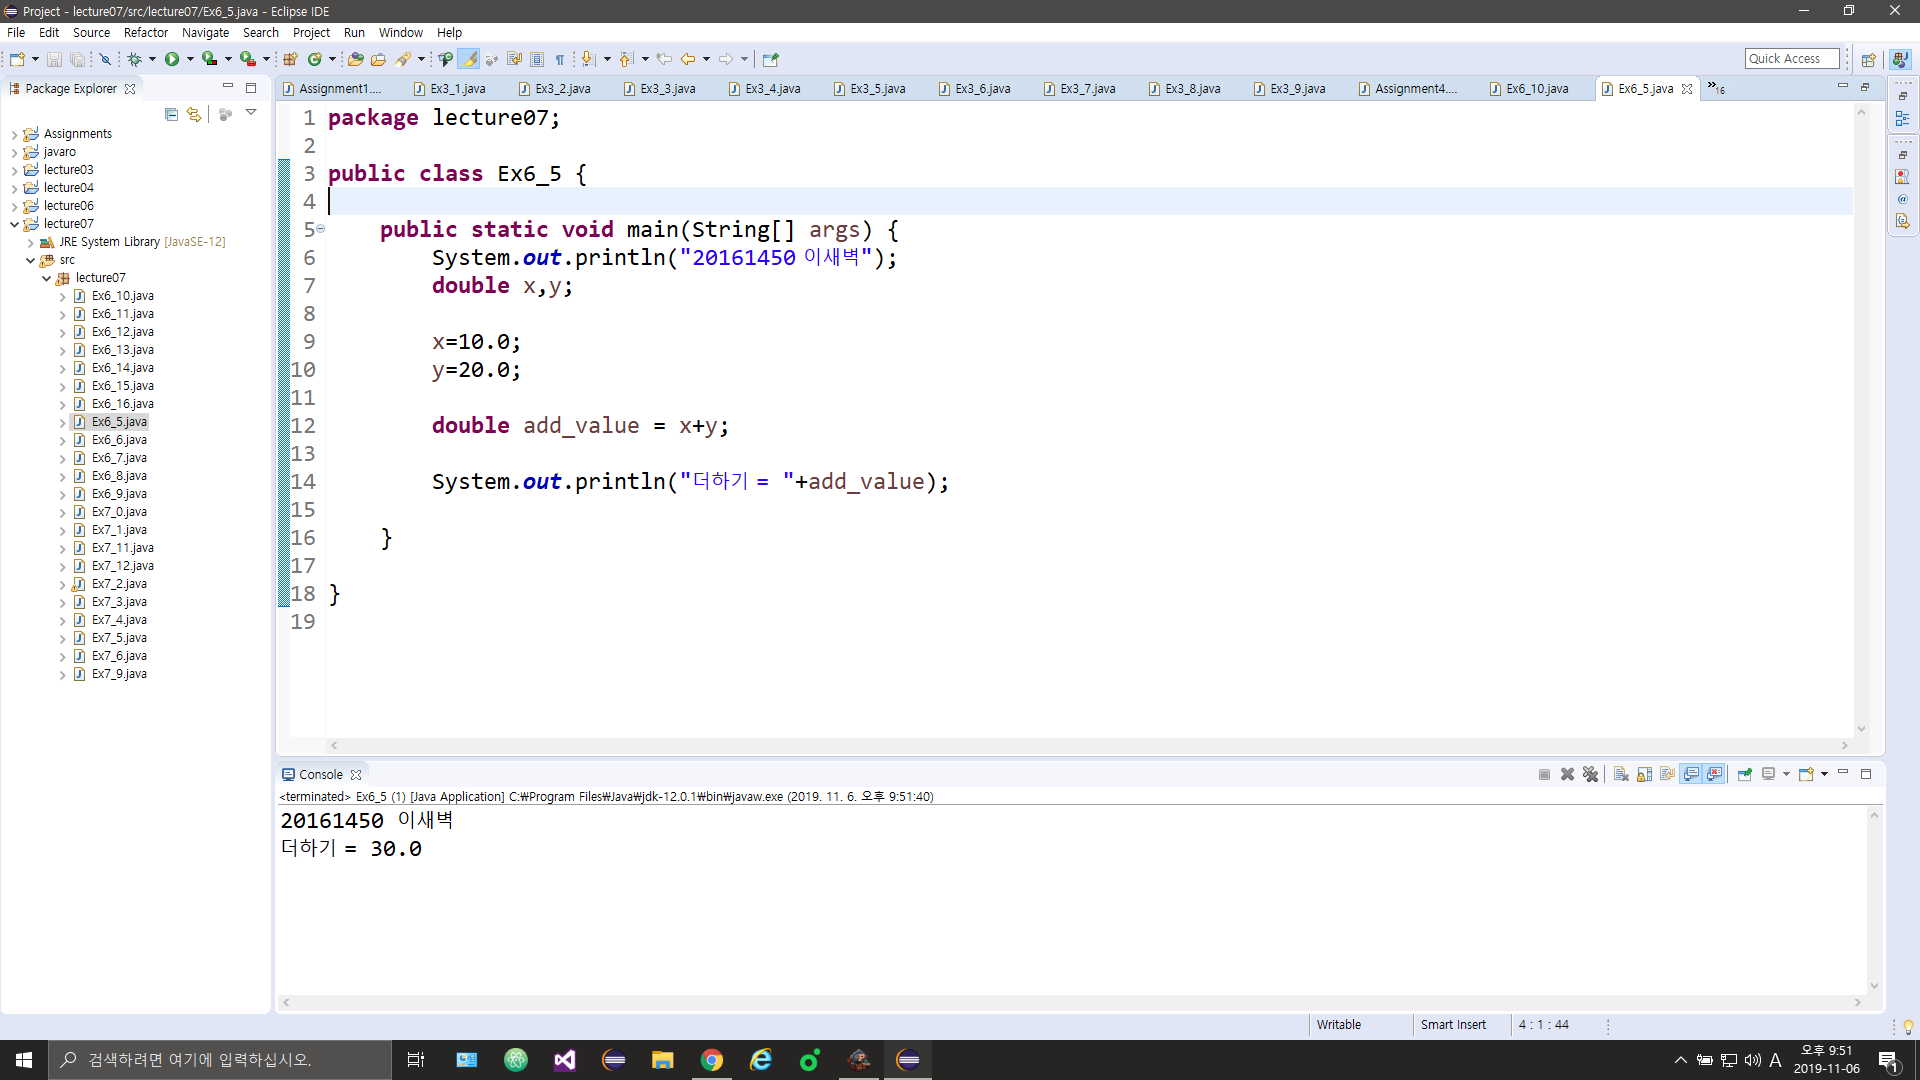 Project - lecture07/src/lecture07/Ex6_5.java - Eclipse IDE
File Edit Source Refactor Navigate Search Project Run Window Help
Quick Access
Package Explorer
Assignment1.... Ex3_1.java Ex3_2.java Ex3_3.java Ex3_4.java Ex3_5.java Ex3_6.java Ex3_7.java Ex3_8.java Ex3_9.java Assignment4.... Ex6_10.java Ex6_5.java »16
Assignments
javaro
lecture03
lecture04
lecture06
lecture07
JRE System Library [JavaSE-12]
src
lecture07
Ex6_10.java
Ex6_11.java
Ex6_12.java
Ex6_13.java
Ex6_14.java
Ex6_15.java
Ex6_16.java
Ex6_5.java
Ex6_6.java
Ex6_7.java
Ex6_8.java
Ex6_9.java
Ex7_0.java
Ex7_1.java
Ex7_11.java
Ex7_12.java
Ex7_2.java
Ex7_3.java
Ex7_4.java
Ex7_5.java
Ex7_6.java
Ex7_9.java
1 package lecture07;
2
3 public class Ex6_5 {
4
5 public static void main(String[] args) {
6 System.out.println("20161450 이새벽");
7 double x,y;
8
9 x=10.0;
10 y=20.0;
11
12 double add_value = x+y;
13
14 System.out.println("더하기 = "+add_value);
15
16 }
17
18 }
19
Console
<terminated> Ex6_5 (1) [Java Application] C:₩Program Files₩Java₩jdk-12.0.1₩bin₩javaw.exe (2019. 11. 6. 오후 9:51:40)
20161450 이새벽
더하기 = 30.0
Writable Smart Insert 4 : 1 : 44
검색하려면 여기에 입력하십시오.
A
오후 9:51
2019-11-06
1